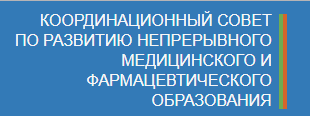 КООРДИНАЦИОННЫЙ СОВЕТ
ПО РАЗВИТИЮ НЕПРЕРЫВНОГО
МЕДИЦИНСКОГО И
ФАРМАЦЕВТИЧЕСКОГО
ОБРАЗОВАНИЯ